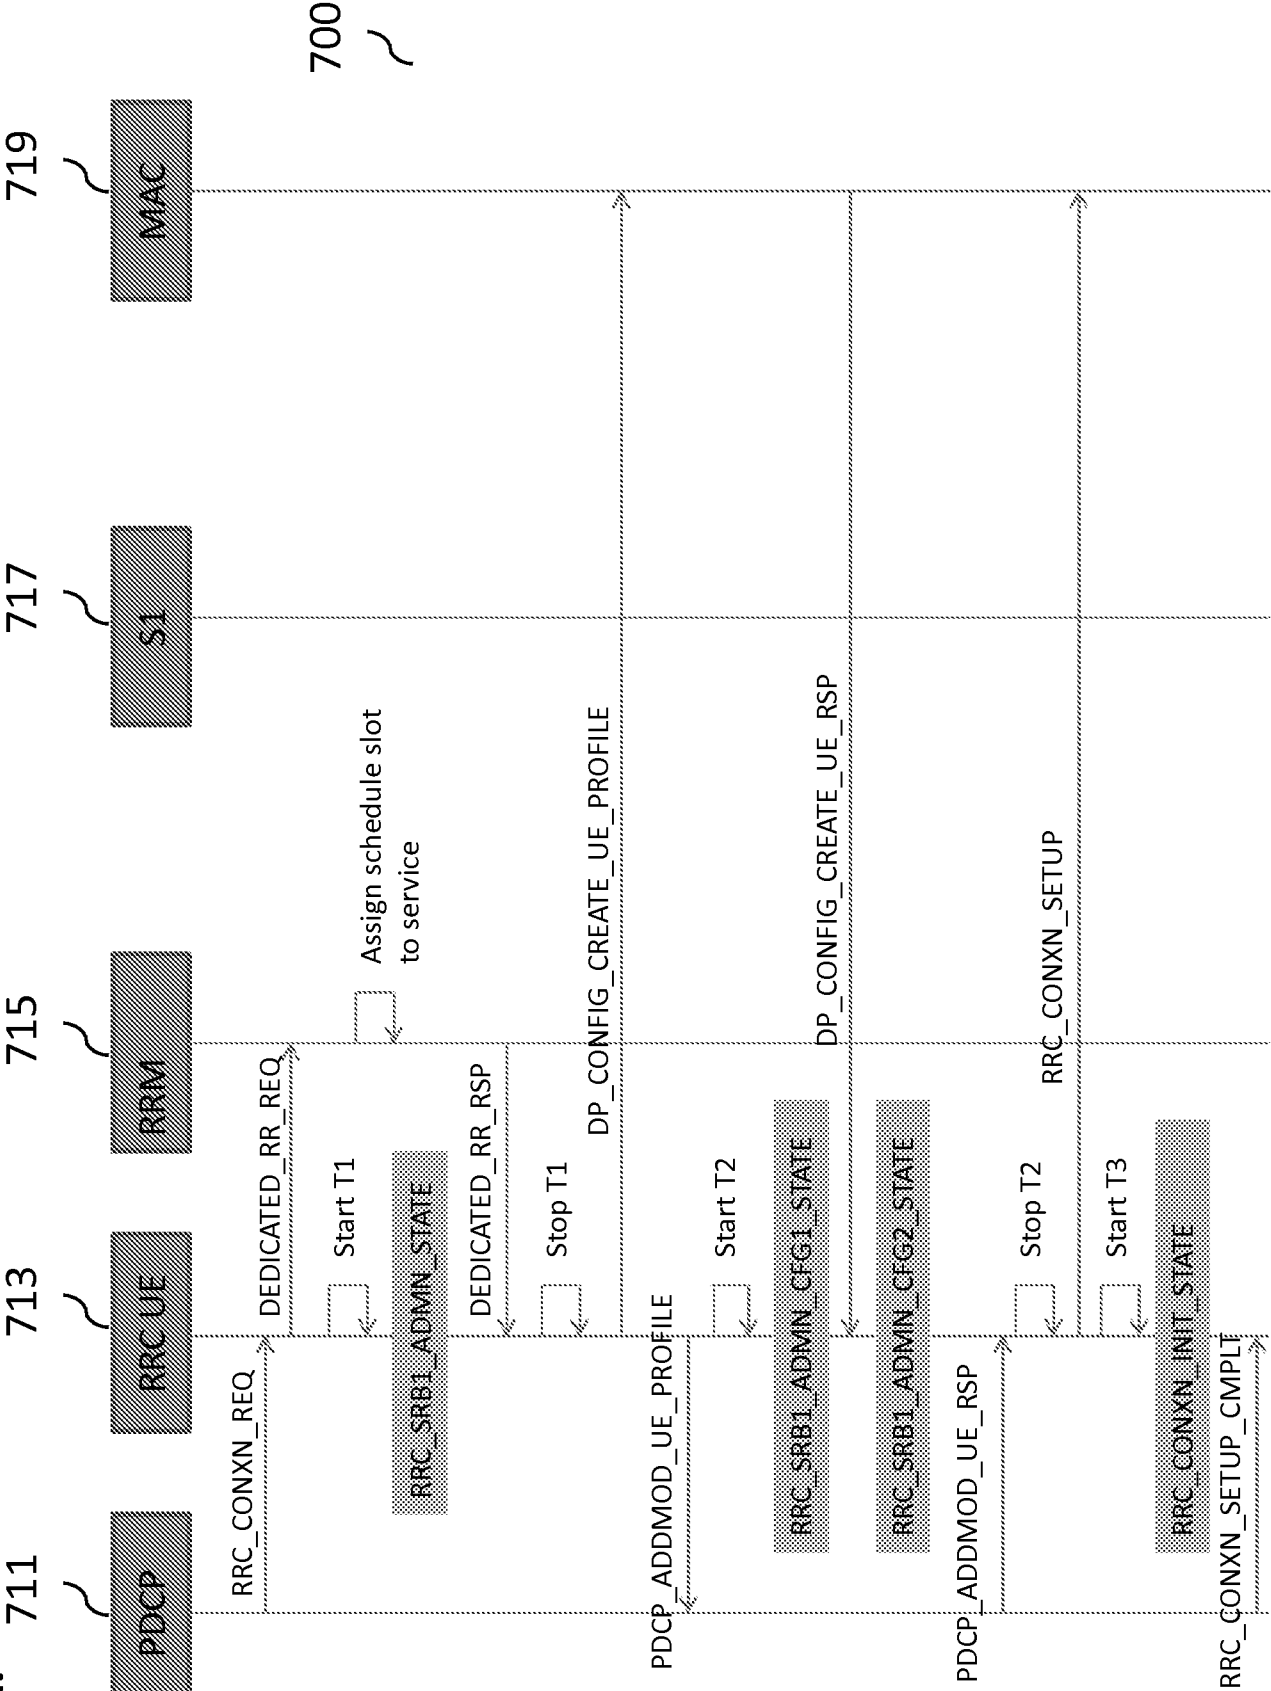 700
711
713
715
717
719
PDCP
RRC UE
RRM
S1
MAC
RRC_CONXN_REQ
DEDICATED_RR_REQ
Start T1
Assign schedule slot
to service
RRC_SRB1_ADMN_STATE
DEDICATED_RR_RSP
Stop T1
DP_CONFIG_CREATE_UE_PROFILE
PDCP_ADDMOD_UE_PROFILE
Start T2
RRC_SRB1_ADMN_CFG1_STATE
DP_CONFIG_CREATE_UE_RSP
RRC_SRB1_ADMN_CFG2_STATE
PDCP_ADDMOD_UE_RSP
Stop T2
RRC_CONXN_SETUP
Start T3
RRC_CONXN_INIT_STATE
RRC_CONXN_SETUP_CMPLT